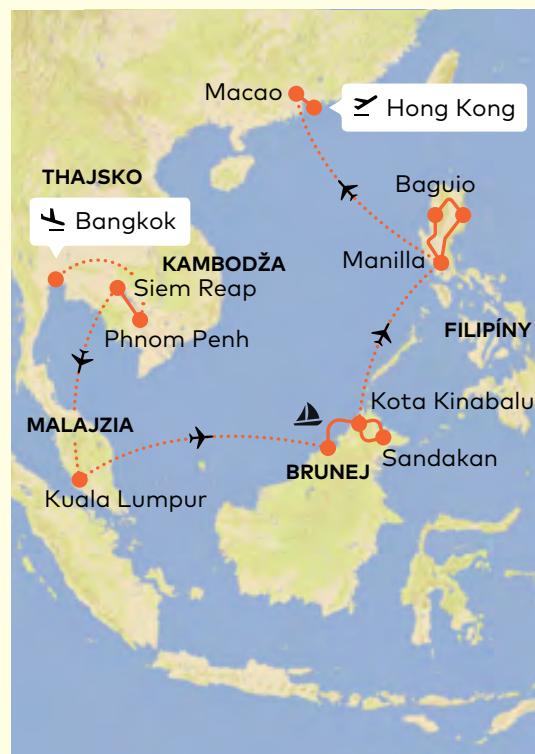 Macao
Hong Kong
THAJSKO
Baguio
Bangkok
KAMBODŽA
Manilla
Siem Reap
Phnom Penh
FILIPÍNY
Kota Kinabalu
MALAJZIA
Sandakan
BRUNEJ
Kuala Lumpur